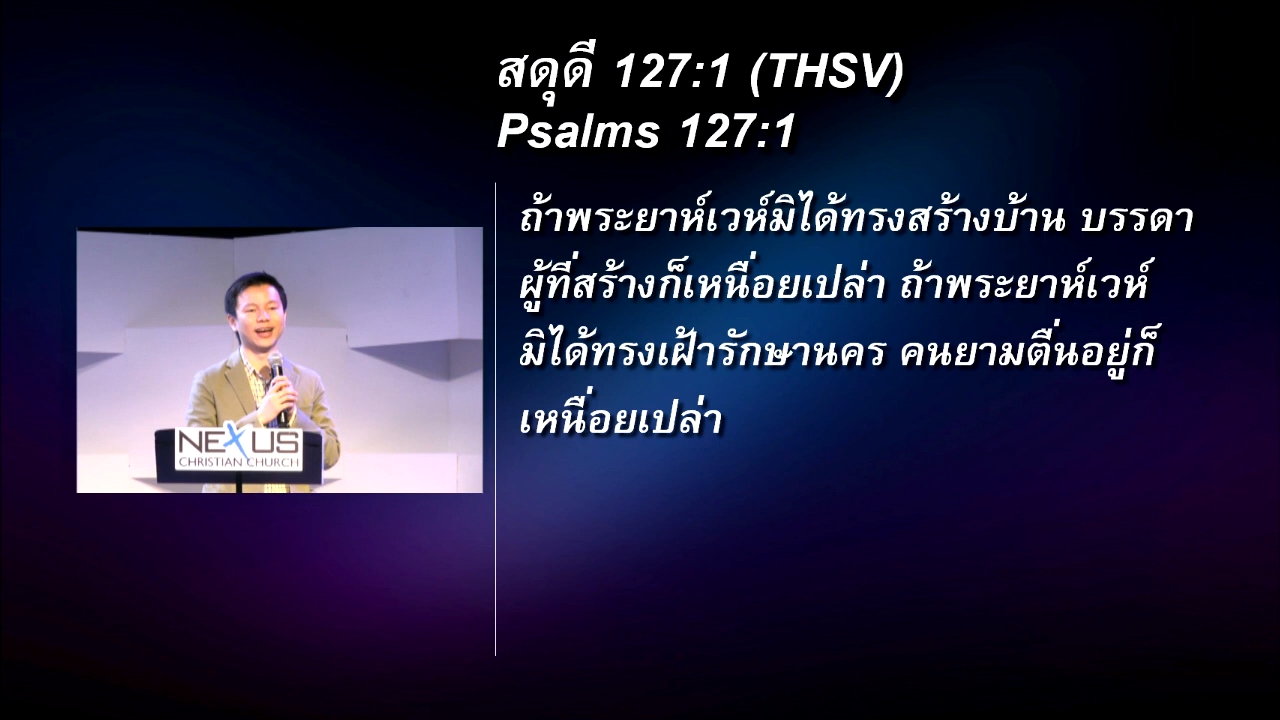 สดุดี 127:1 (THSV)
Psalms 127:1
ถ้าพระยาห์เวห์มิได้ทรงสร้างบ้าน บรรดา
ผู้ที่สร้างก็เหนื่อยเปล่า ถ้าพระยาห์เวห์
มิได้ทรงเฝ้ารักษานคร คนยามตื่นอยู่ก็
เหนื่อยเปล่า
NEXUS
CHRISTIAN CHURCH